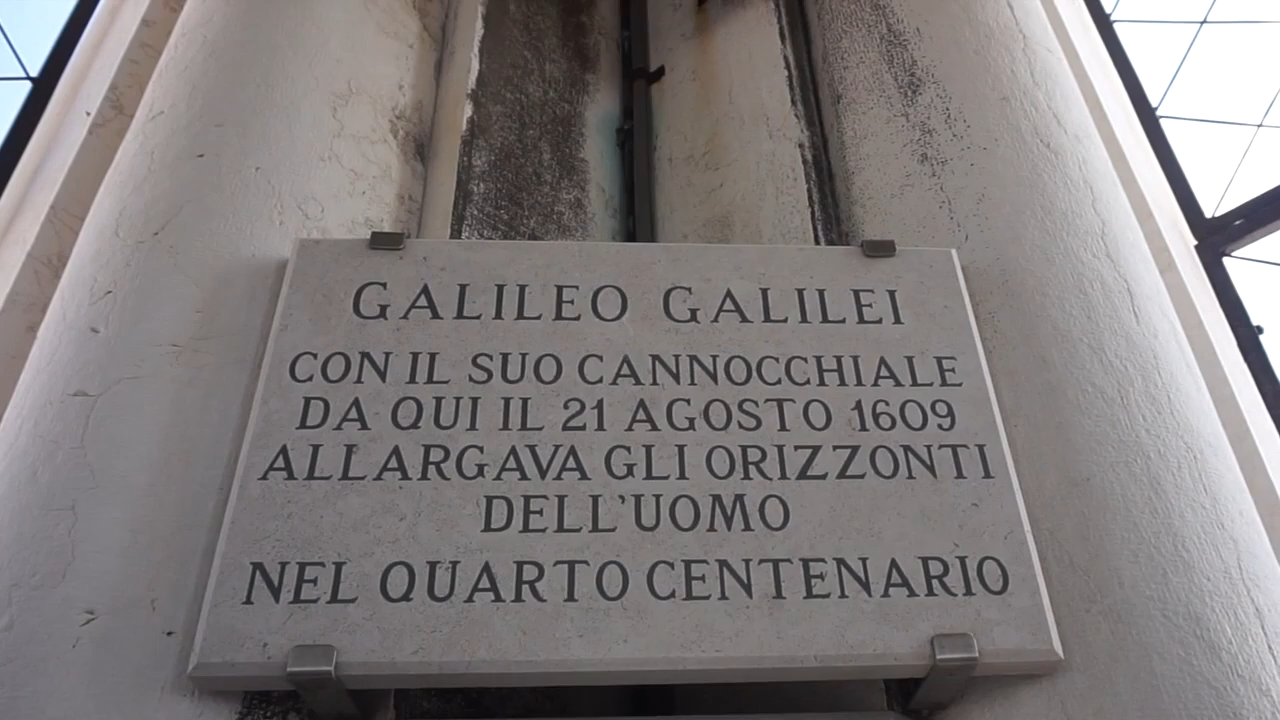 GALILEO GALILEI
CON IL SUO CANNOCCHIALE
DA QUI IL 21 AGOSTO 1609
ALLARGAVA GLI ORIZZONTI
DELL'UOMO
NEL QUARTO CENTENARIO